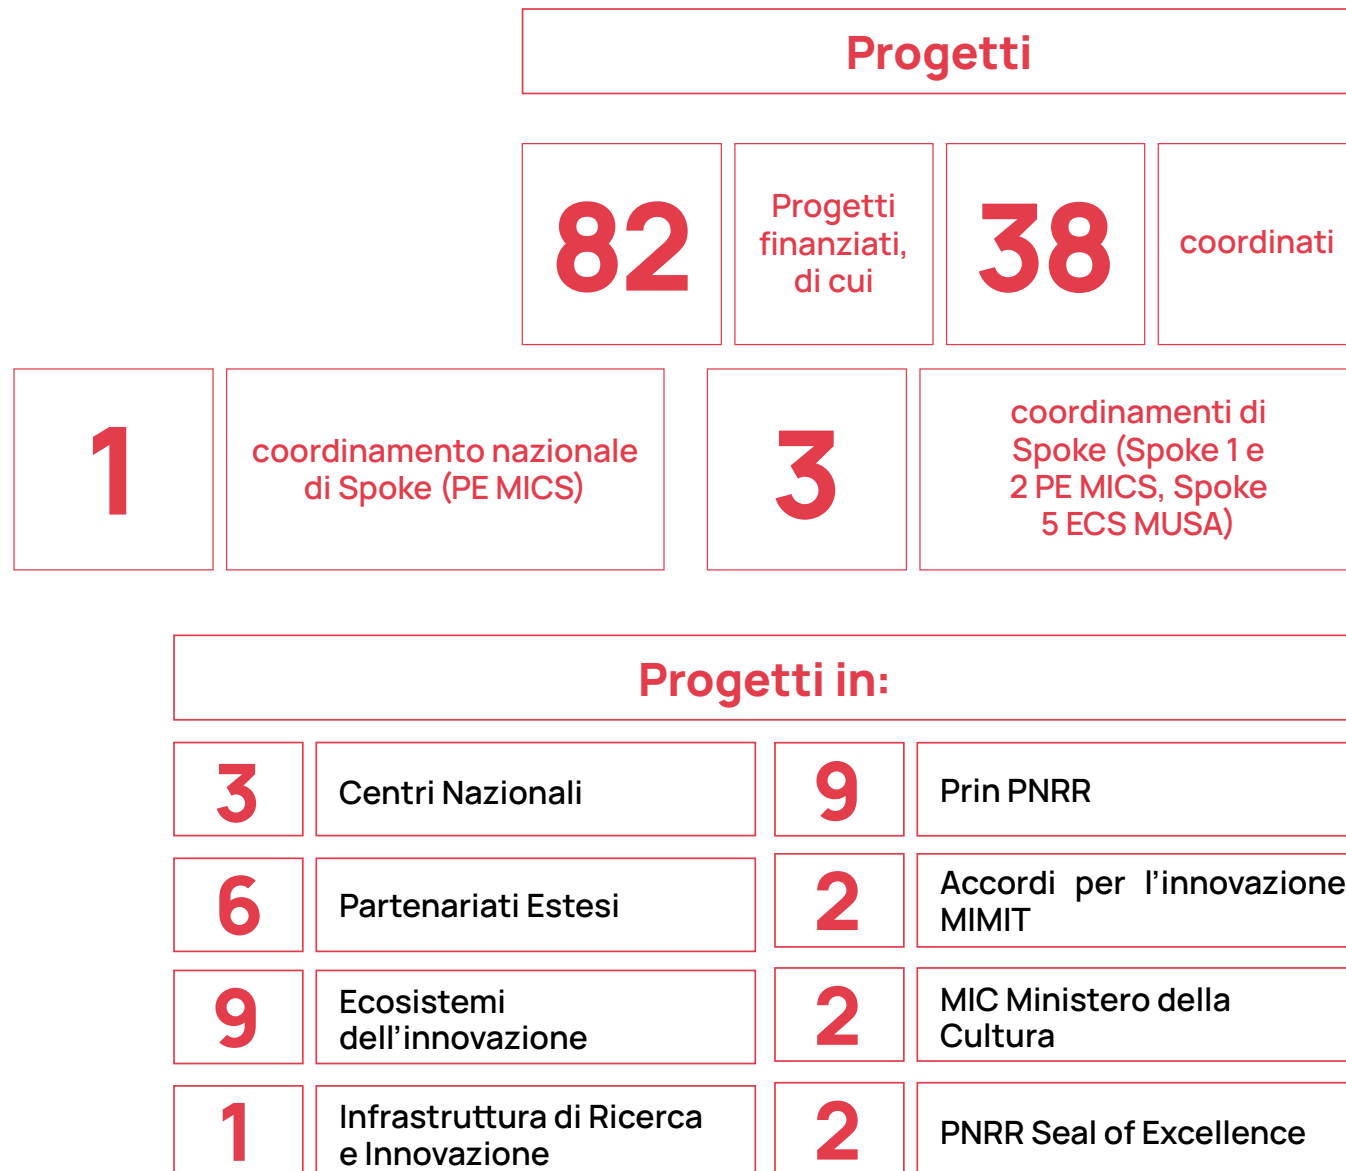 Progetti
82
Progetti
finanziati,
di cui
38
coordinati
1
coordinamento nazionale
di Spoke (PE MICS)
3
coordinamenti di
Spoke (Spoke 1 e
2 PE MICS, Spoke
5 ECS MUSA)
Progetti in:
3
Centri Nazionali
9
Prin PNRR
6
Partenariati Estesi
2
Accordi per l’innovazione
MIMIT
9
Ecosistemi
dell’innovazione
2
MIC Ministero della
Cultura
1
Infrastruttura di Ricerca
e Innovazione
2
PNRR Seal of Excellence